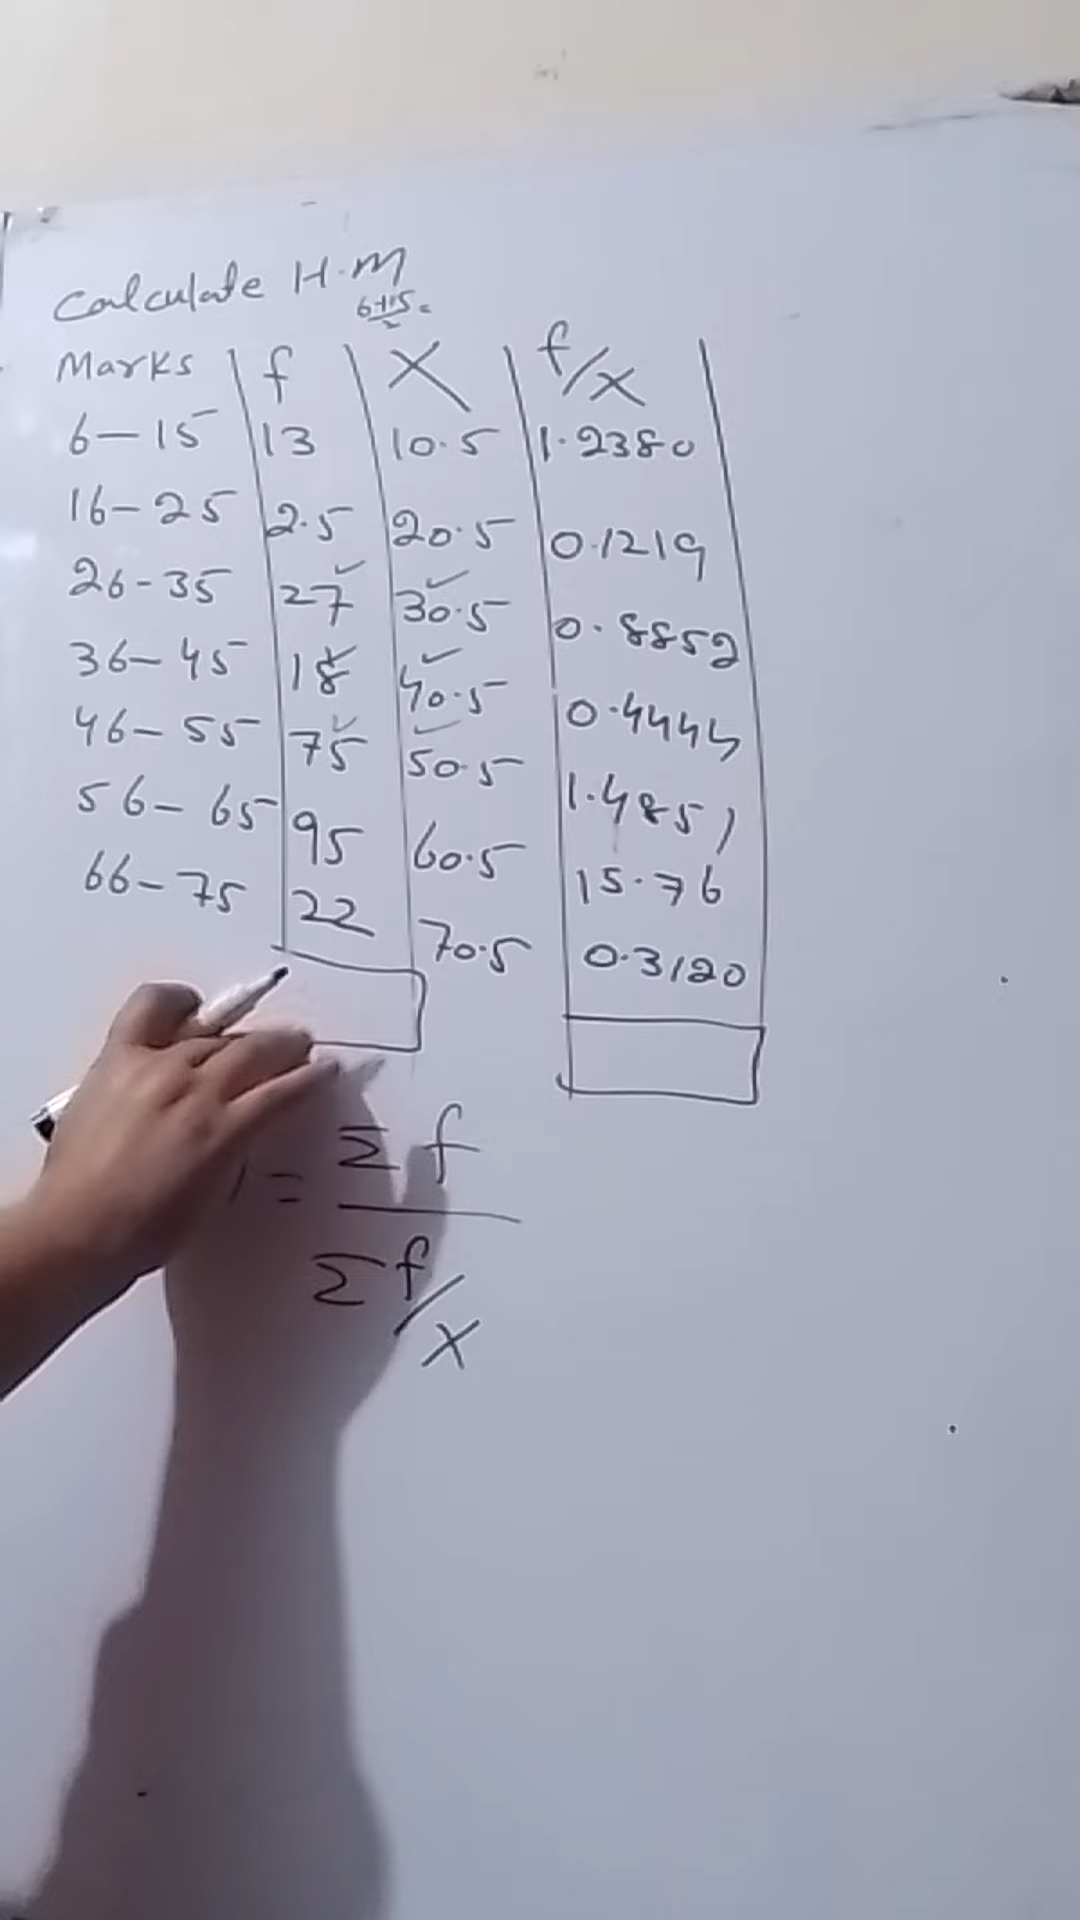 Calculate H.M
6+15/2 =
Marks | f | X | f/x
6-15 | 13 | 10.5 | 1.2380
16-25 | 2.5 | 20.5 | 0.1219
26-35 | 27 | 30.5 | 0.8852
36-45 | 18 | 40.5 | 0.4444
46-55 | 75 | 50.5 | 1.4851
56-65 | 95 | 60.5 | 15.76
66-75 | 22 | 70.5 | 0.3120
= Σf
Σf/x